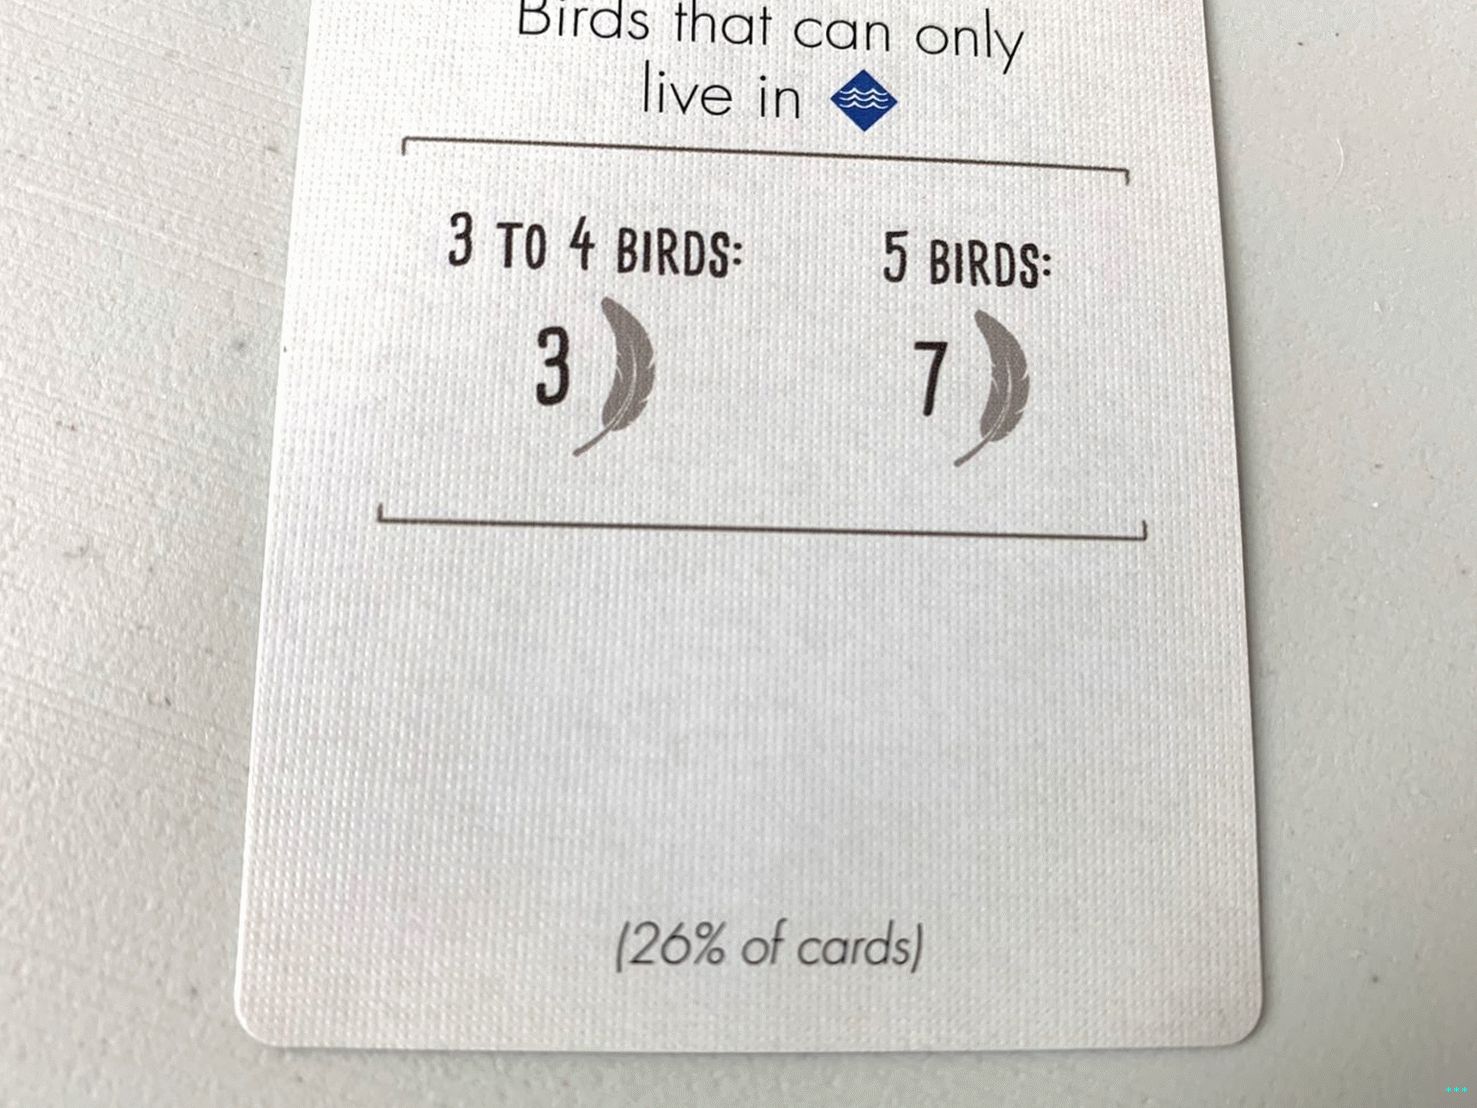 Birds that can only
live in
3 TO 4 BIRDS: 5 BIRDS:
3 7
(26% of cards)
***